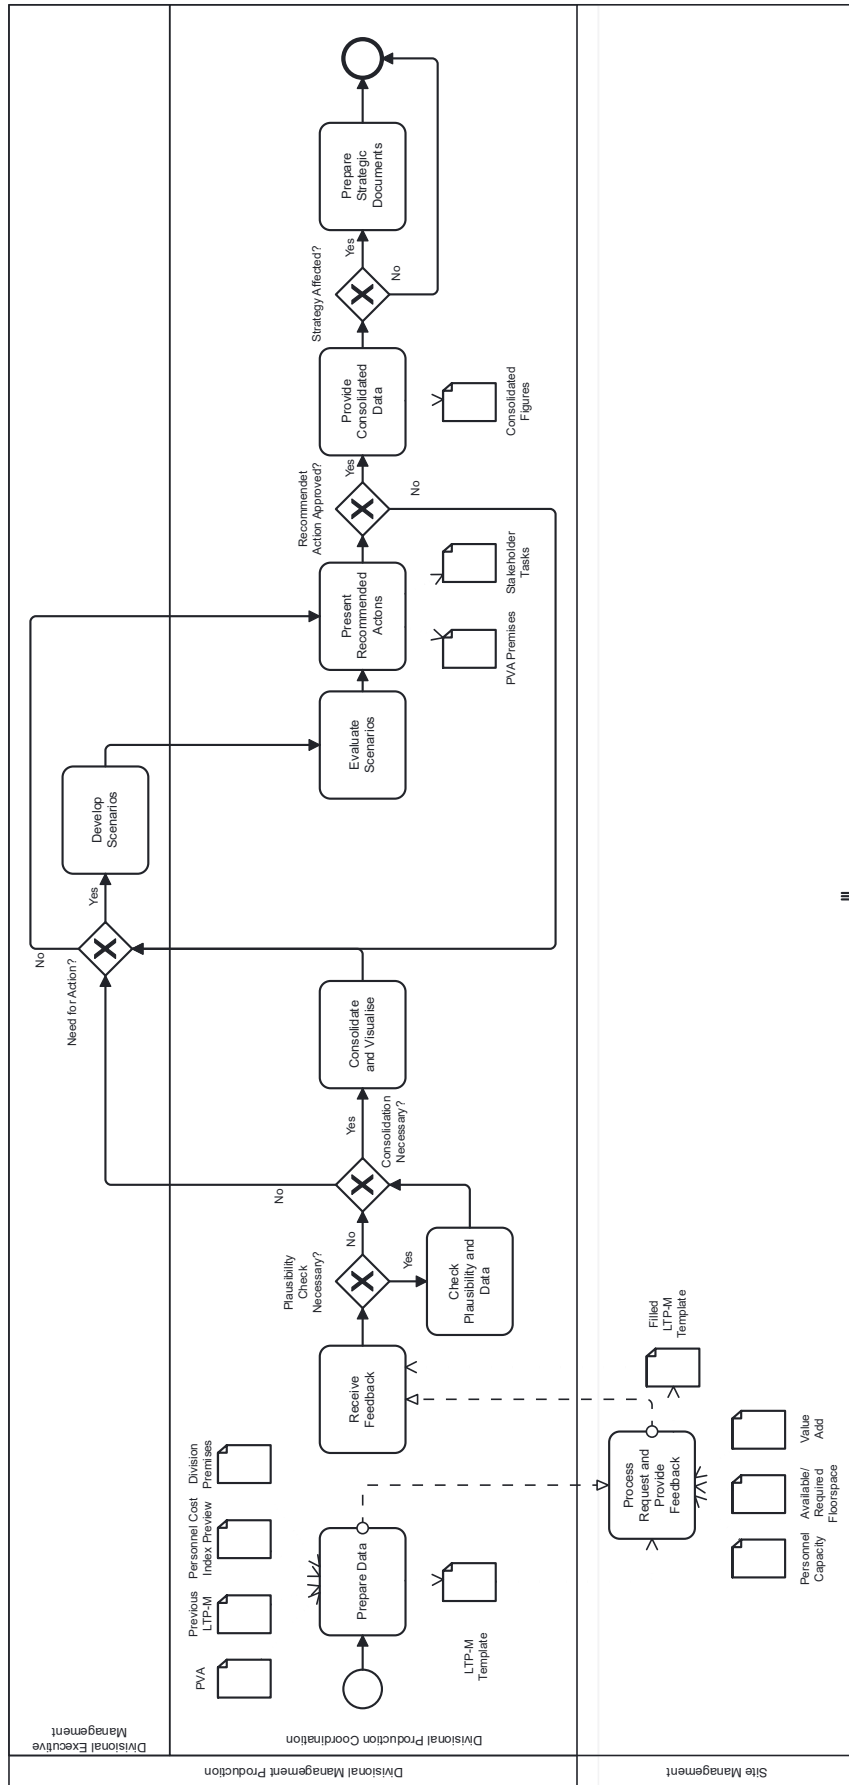 Divisional Management Production
Divisional Executive
Management
Divisional Production Coordination
Site Management
Need for Action?
No
Yes
Develop
Scenarios
PVA
Previous
LTP-M
Personnel Cost
Index Preview
Division
Premises
Prepare Data
LTP-M
Template
Receive
Feedback
Plausibility
Check
Necessary?
No
Yes
Check
Plausibility and
Data
No
Consolidation
Necessary?
Yes
Consolidate
and Visualise
Evaluate
Scenarios
Present
Recommended
Actons
PVA Premises
Stakeholder
Tasks
Recommendet
Action Approved?
Yes
No
Provide
Consolidated
Data
Consolidated
Figures
Strategy Affected?
Yes
No
Prepare
Strategic
Documents
Process
Request and
Provide
Feedback
Filled
LTP-M
Template
Personnel
Capacity
Available/
Required
Floorspace
Value
Add